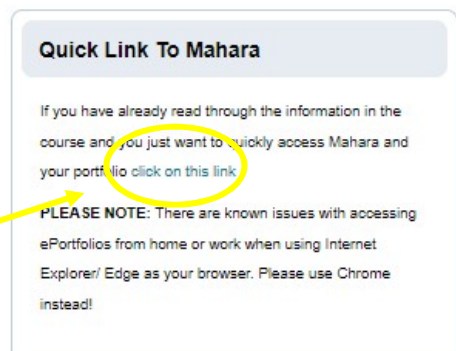 Quick Link To Mahara
If you have already read through the information in the
course and you just want to quickly access Mahara and
your portfolio click on this link
PLEASE NOTE: There are known issues with accessing
ePortfolios from home or work when using Internet
Explorer/ Edge as your browser. Please use Chrome
instead!